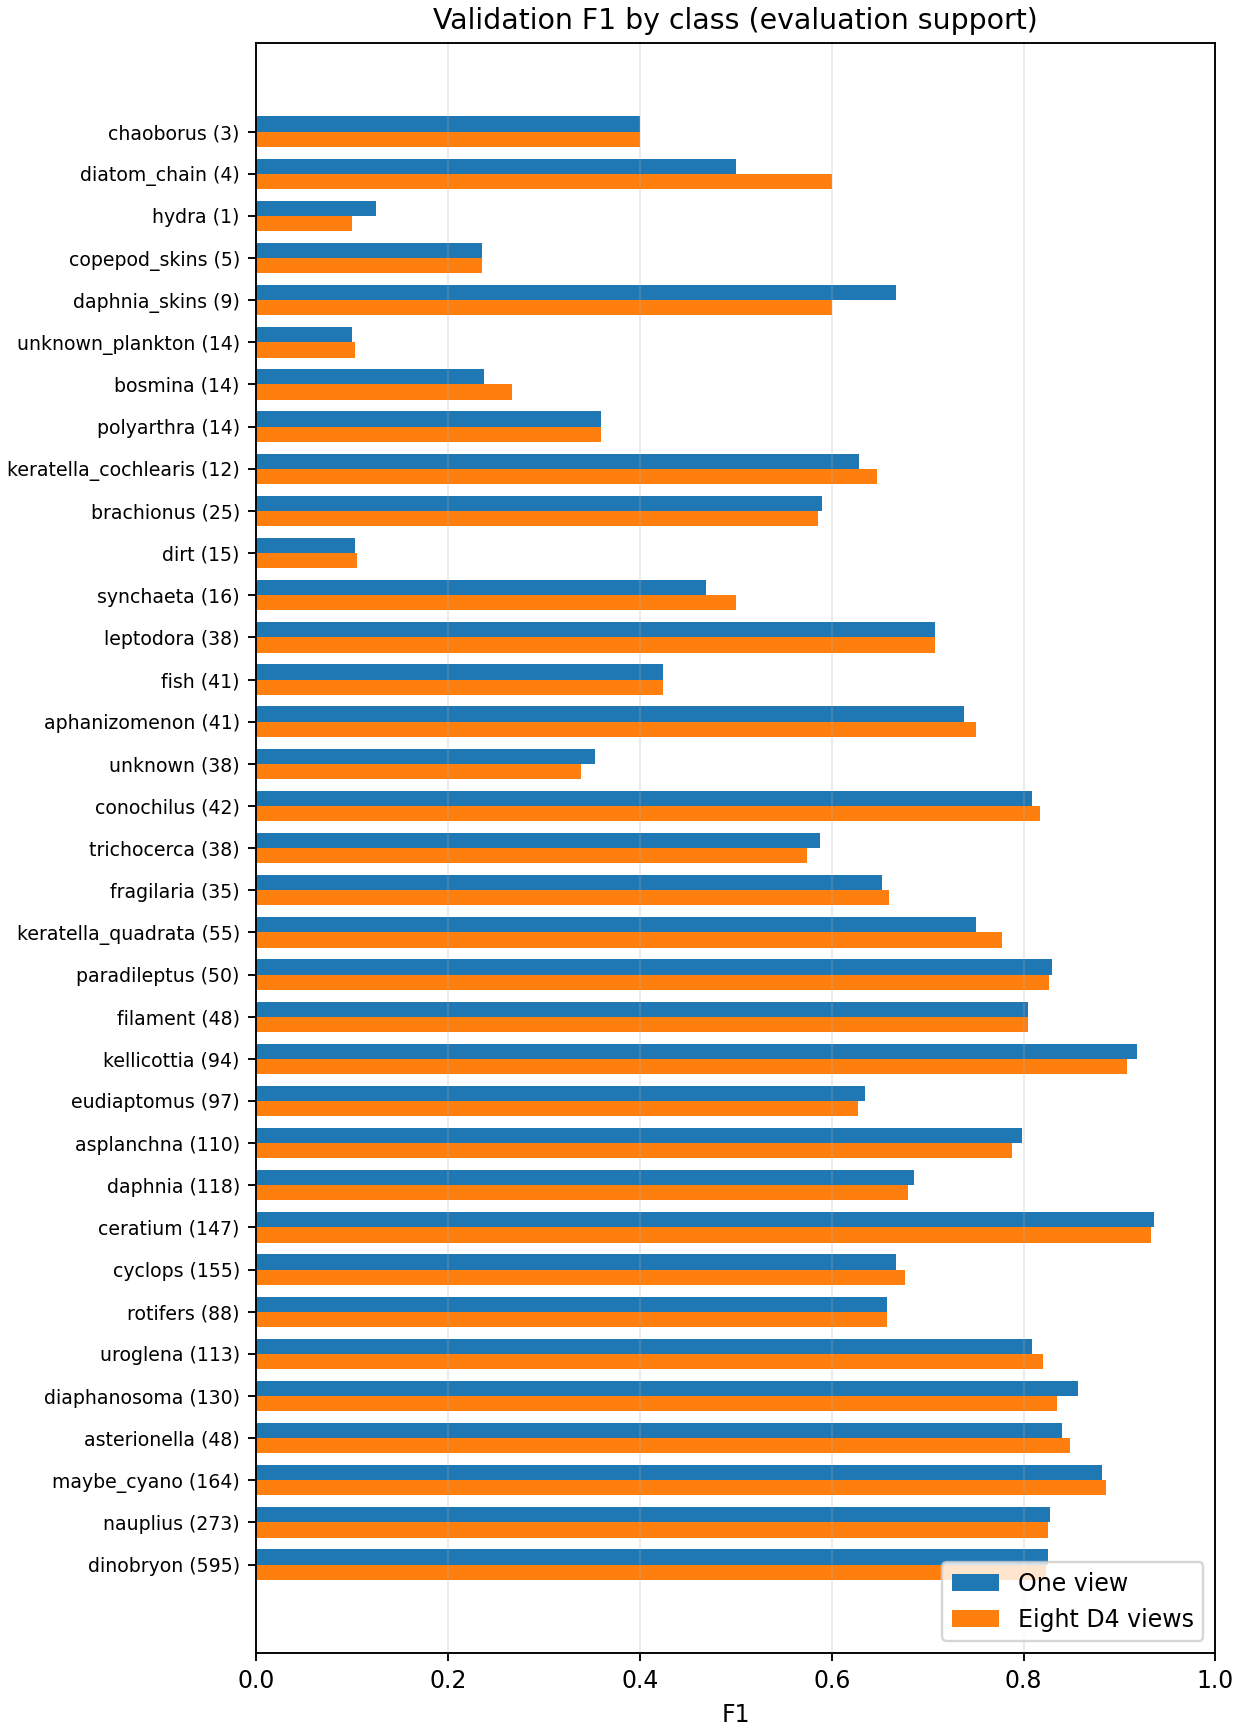 Validation F1 by class (evaluation support)
chaoborus (3)
diatom_chain (4)
hydra (1)
copepod_skins (5)
daphnia_skins (9)
unknown_plankton (14)
bosmina (14)
polyarthra (14)
keratella_cochlearis (12)
brachionus (25)
dirt (15)
synchaeta (16)
leptodora (38)
fish (41)
aphanizomenon (41)
unknown (38)
conochilus (42)
trichocerca (38)
fragilaria (35)
keratella_quadrata (55)
paradileptus (50)
filament (48)
kellicottia (94)
eudiaptomus (97)
asplanchna (110)
daphnia (118)
ceratium (147)
cyclops (155)
rotifers (88)
uroglena (113)
diaphanosoma (130)
asterionella (48)
maybe_cyano (164)
nauplius (273)
dinobryon (595)
One view
Eight D4 views
0.0 0.2 0.4 0.6 0.8 1.0
F1